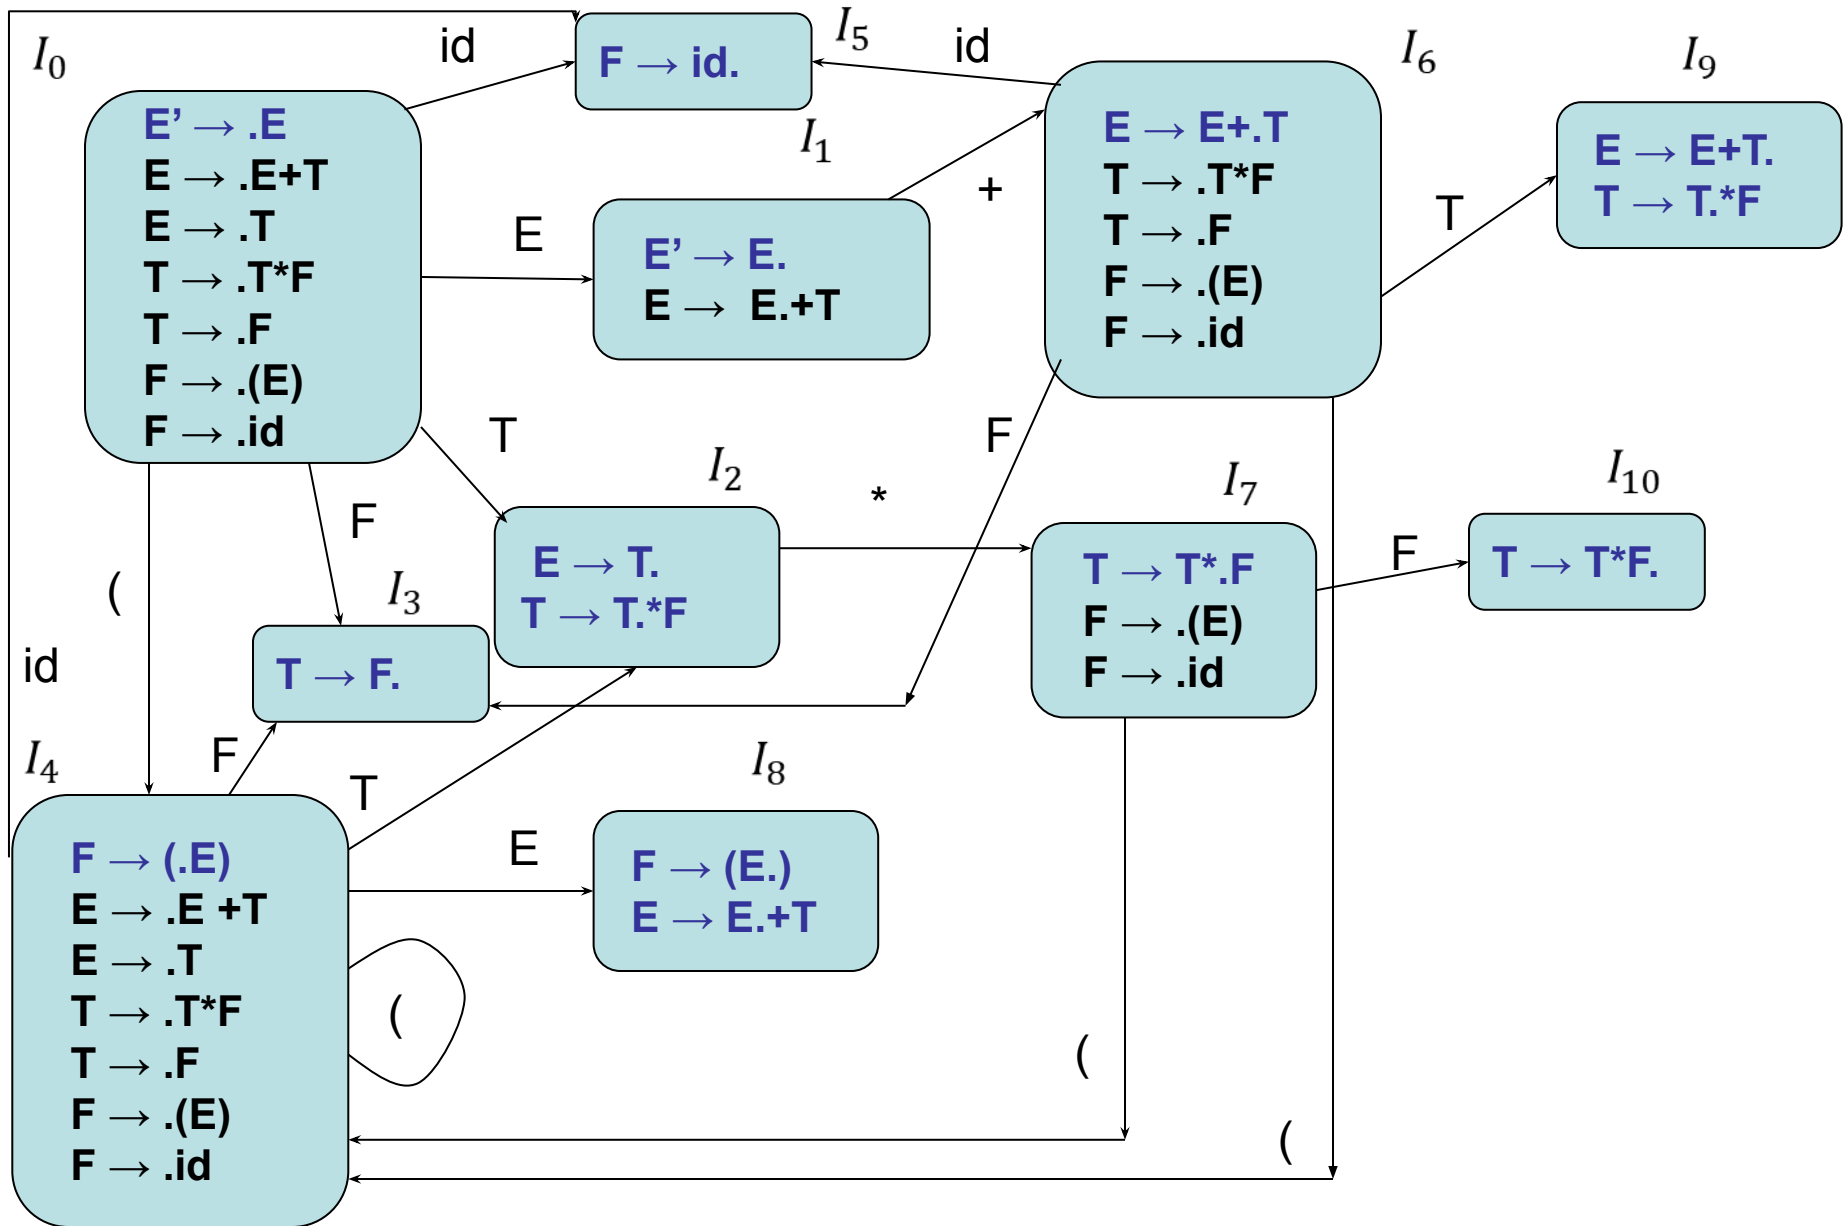 I₀
E’ → .E
E → .E+T
E → .T
T → .T*F
T → .F
F → .(E)
F → .id
id
I₅
F → id.
id
I₁
E
E’ → E.
E → E.+T
+
I₆
E → E+.T
T → .T*F
T → .F
F → .(E)
F → .id
I₉
E → E+T.
T → T.*F
T
T
I₂
E → T.
T → T.*F
*
F
F
I₃
T → F.
(
id
I₇
T → T*.F
F → .(E)
F → .id
F
I₁₀
T → T*F.
I₄
F
T
F → (.E)
E → .E +T
E → .T
T → .T*F
T → .F
F → .(E)
F → .id
E
I₈
F → (E.)
E → E.+T
(
(
(